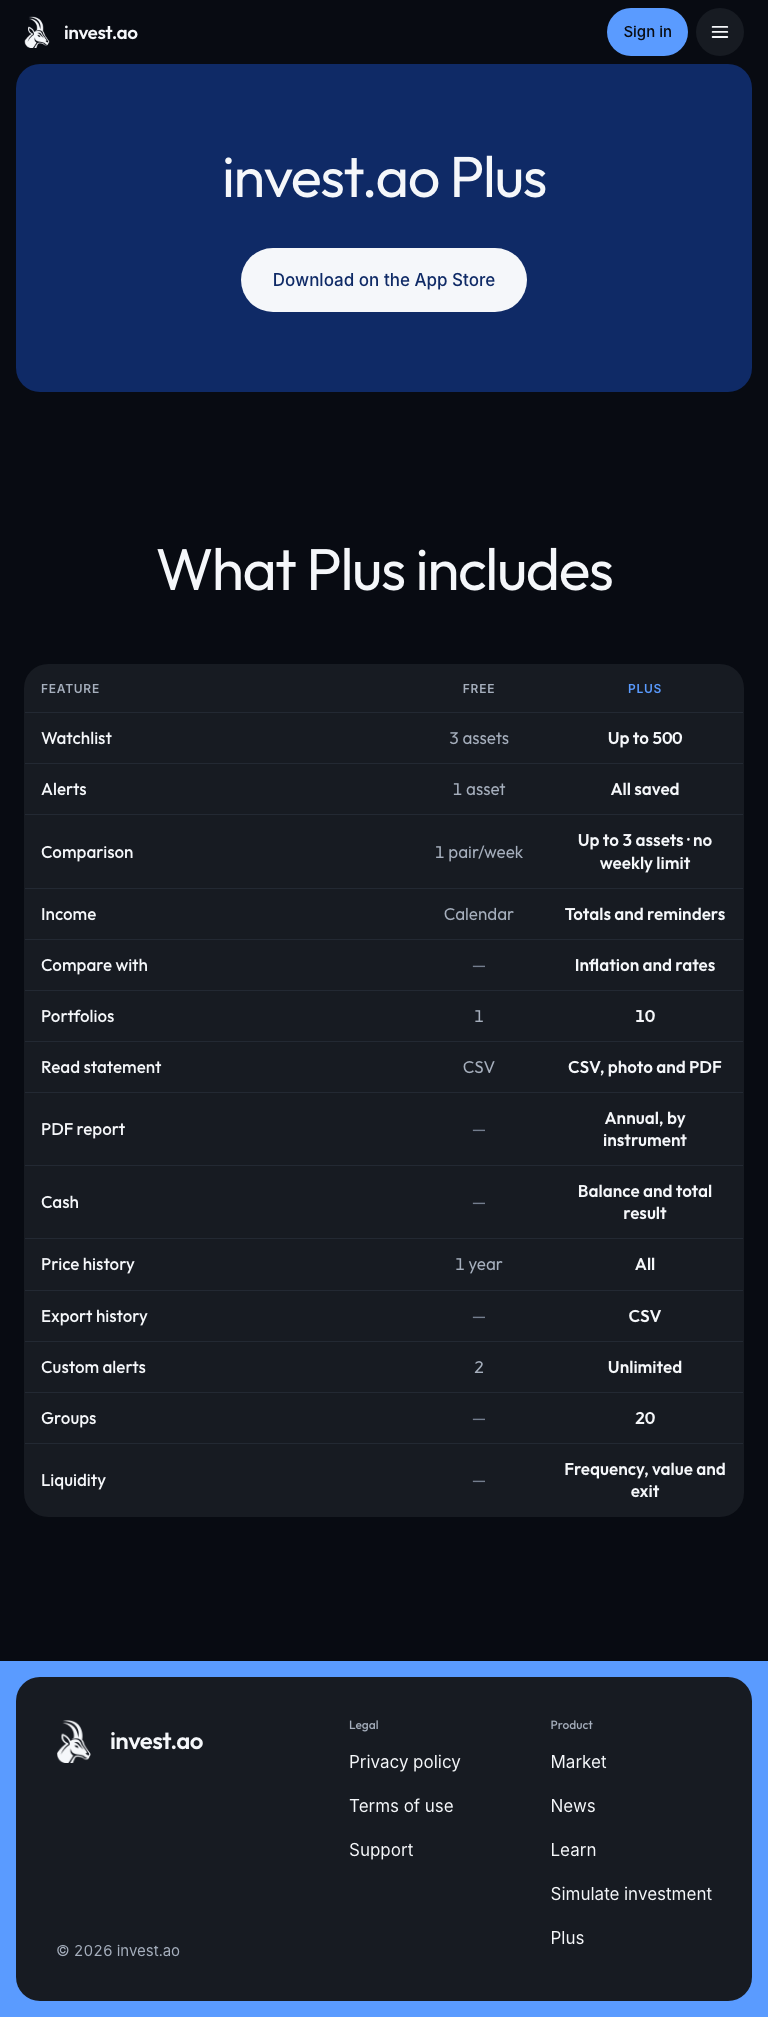 invest.ao
Sign in
invest.ao Plus
Download on the App Store
What Plus includes
FEATURE FREE PLUS
Watchlist 3 assets Up to 500
Alerts 1 asset All saved
Comparison 1 pair/week Up to 3 assets · no
weekly limit
Income Calendar Totals and reminders
Compare with — Inflation and rates
Portfolios 1 10
Read statement CSV CSV, photo and PDF
PDF report — Annual, by
instrument
Cash — Balance and total
result
Price history 1 year All
Export history — CSV
Custom alerts 2 Unlimited
Groups — 20
Liquidity — Frequency, value and
exit
invest.ao
Legal
Privacy policy
Terms of use
Support
Product
Market
News
Learn
Simulate investment
Plus
© 2026 invest.ao